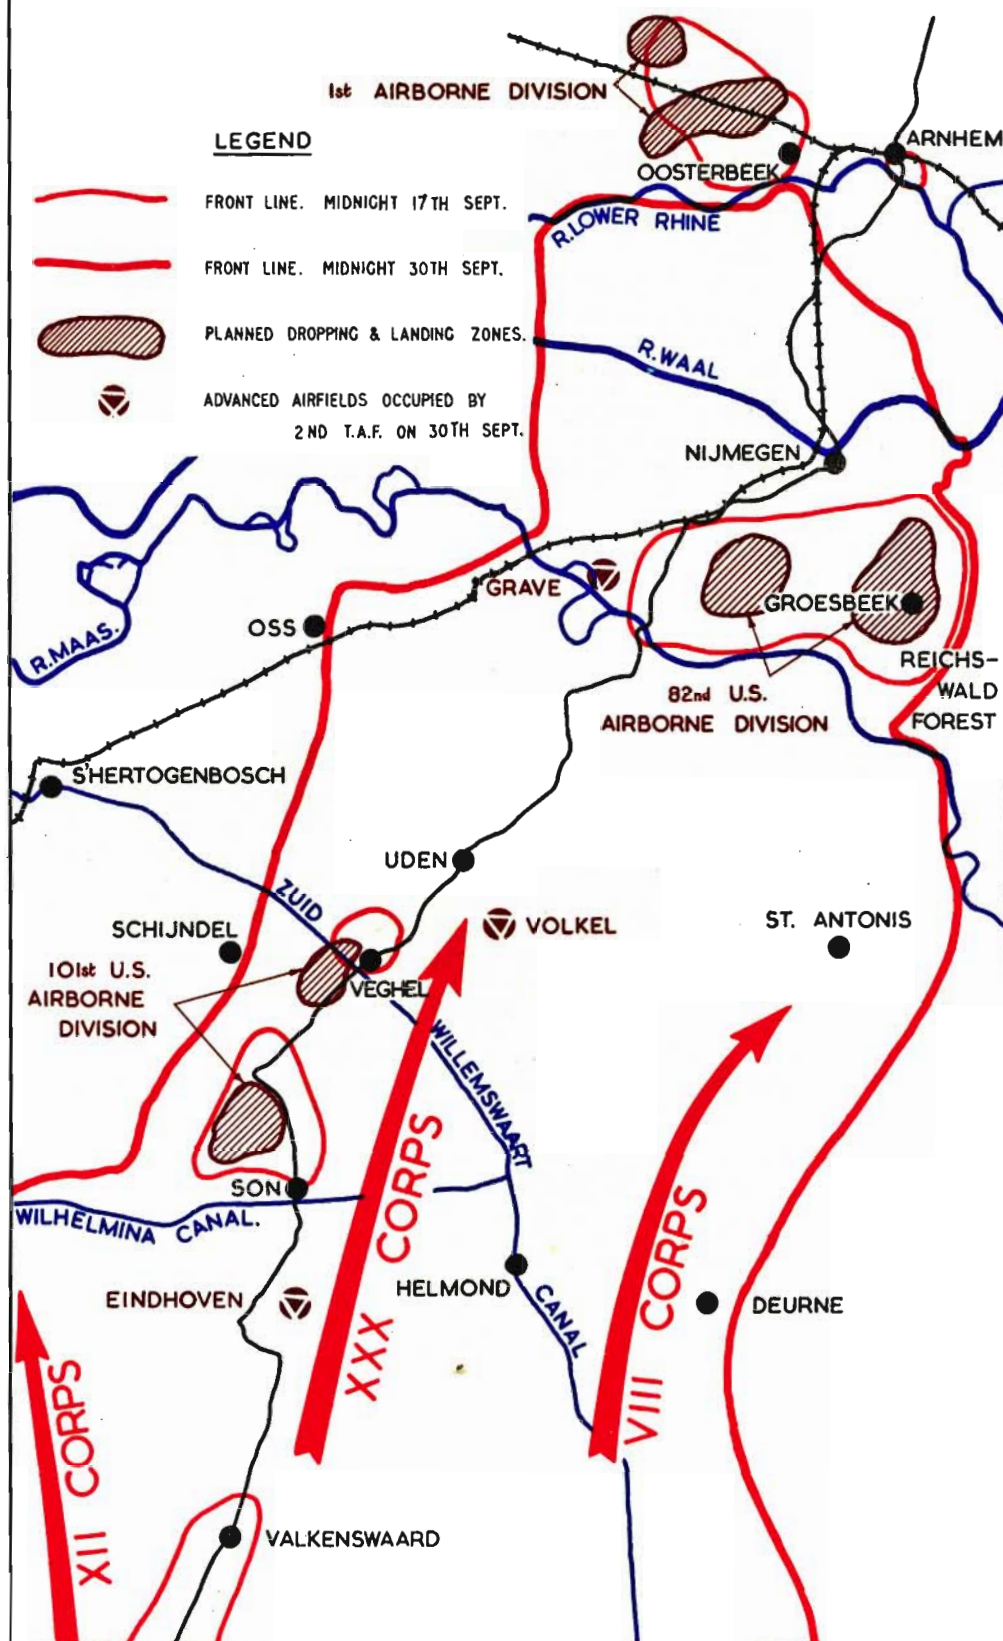 1st AIRBORNE DIVISION
ARNHEM
OOSTERBEEK
LEGEND
FRONT LINE. MIDNIGHT 17TH SEPT.
FRONT LINE. MIDNIGHT 30TH SEPT.
PLANNED DROPPING & LANDING ZONES.
ADVANCED AIRFIELDS OCCUPIED BY
2ND T.A.F. ON 30TH SEPT.
R.LOWER RHINE
R.WAAL
NIJMEGEN
GRAVE
GROESBEEK
OSS
R.MAAS.
REICHS-
WALD
FOREST
82nd U.S.
AIRBORNE DIVISION
S'HERTOGENBOSCH
UDEN
ZUID
VOLKEL
ST. ANTONIS
SCHIJNDEL
101st U.S.
AIRBORNE
DIVISION
VEGHEL
WILLEMSWAART
CANAL
SON
WILHELMINA CANAL.
XXX CORPS
VIII CORPS
HELMOND
EINDHOVEN
DEURNE
XII CORPS
VALKENSWAARD